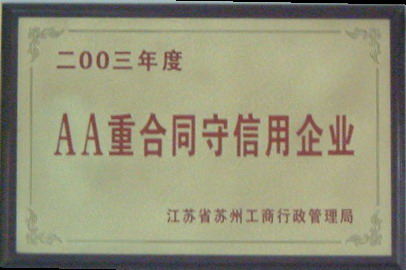 二00三年度
AA重合同守信用企业
江苏省苏州工商行政管理局